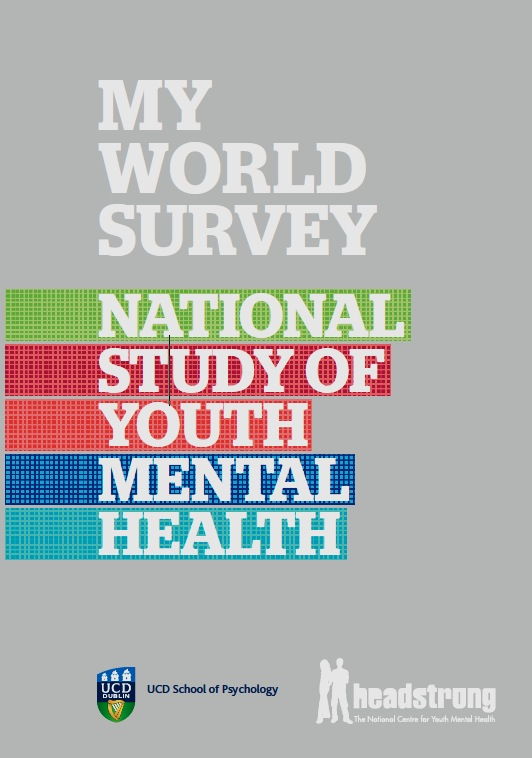 MY
WORLD
SURVEY
NATIONAL
STUDY OF
YOUTH
MENTAL
HEALTH
UCD
DUBLIN
UCD School of Psychology
headstrong
The National Centre for Youth Mental Health